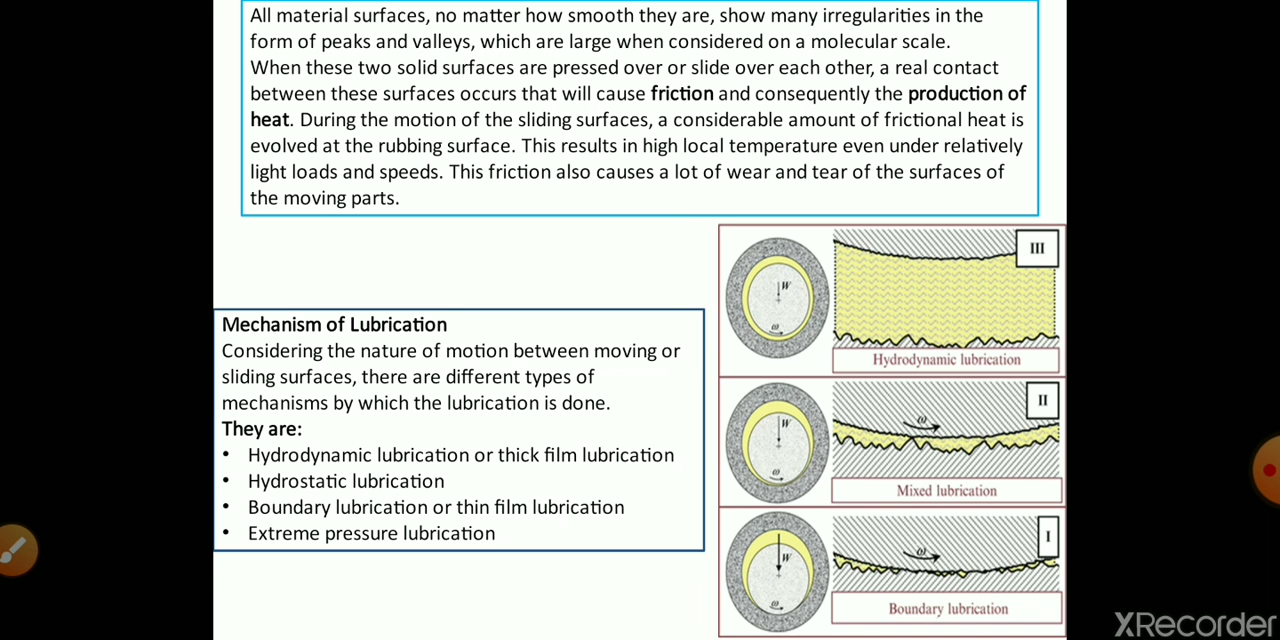 All material surfaces, no matter how smooth they are, show many irregularities in the
form of peaks and valleys, which are large when considered on a molecular scale.
When these two solid surfaces are pressed over or slide over each other, a real contact
between these surfaces occurs that will cause friction and consequently the production of
heat. During the motion of the sliding surfaces, a considerable amount of frictional heat is
evolved at the rubbing surface. This results in high local temperature even under relatively
light loads and speeds. This friction also causes a lot of wear and tear of the surfaces of
the moving parts.
Mechanism of Lubrication
Considering the nature of motion between moving or
sliding surfaces, there are different types of
mechanisms by which the lubrication is done.
They are:
• Hydrodynamic lubrication or thick film lubrication
• Hydrostatic lubrication
• Boundary lubrication or thin film lubrication
• Extreme pressure lubrication
III
W
ω
Hydrodynamic lubrication
II
ω
W
ω
Mixed lubrication
I
ω
W
ω
Boundary lubrication
XRecorder